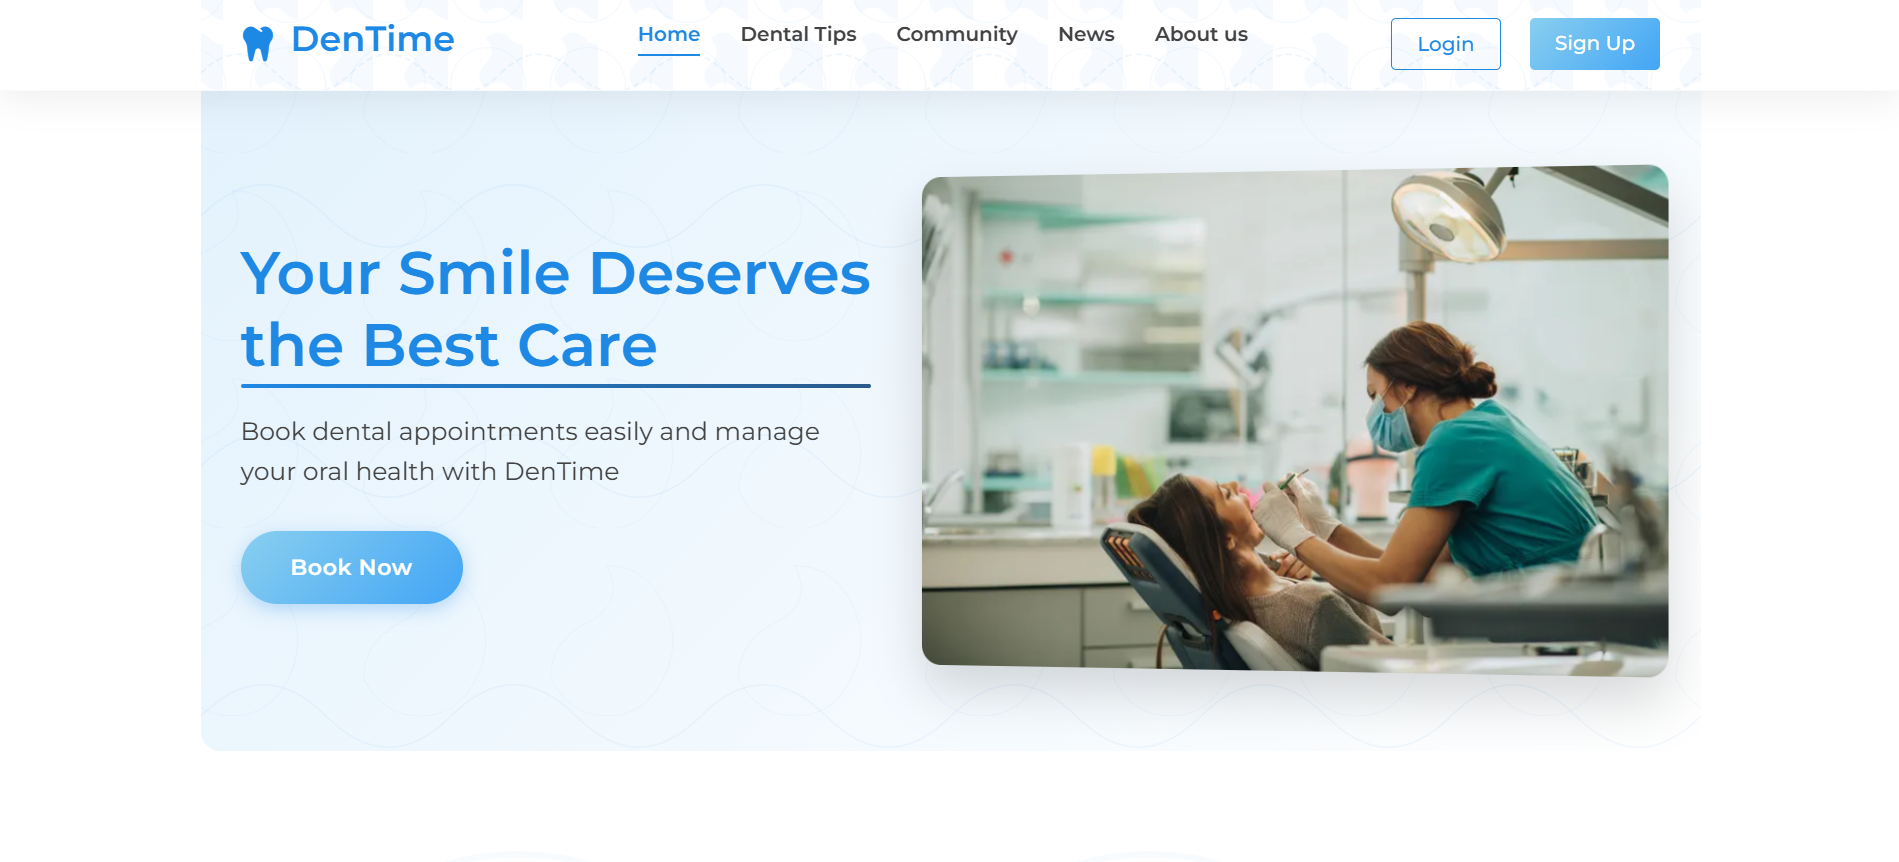 DenTime
Home
Dental Tips
Community
News
About us
Login
Sign Up
Your Smile Deserves
the Best Care
Book dental appointments easily and manage
your oral health with DenTime
Book Now